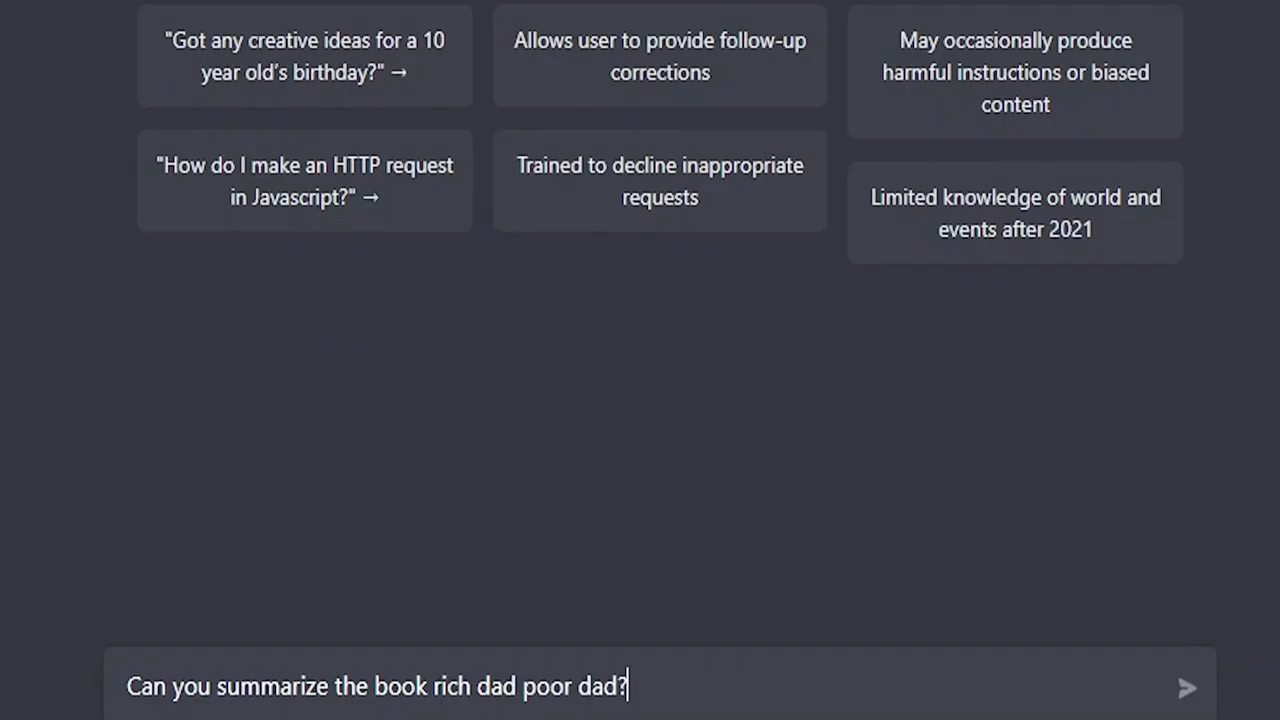 "Got any creative ideas for a 10
year old's birthday?" →
Allows user to provide follow-up
corrections
May occasionally produce
harmful instructions or biased
content
"How do I make an HTTP request
in Javascript?" →
Trained to decline inappropriate
requests
Limited knowledge of world and
events after 2021
Can you summarize the book rich dad poor dad?